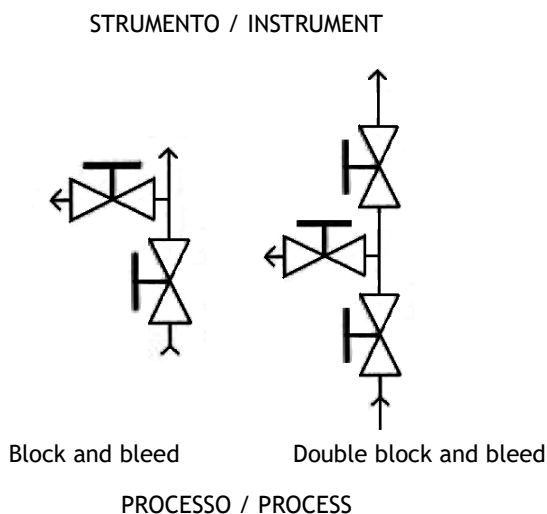 STRUMENTO / INSTRUMENT
Block and bleed
Double block and bleed
PROCESSO / PROCESS